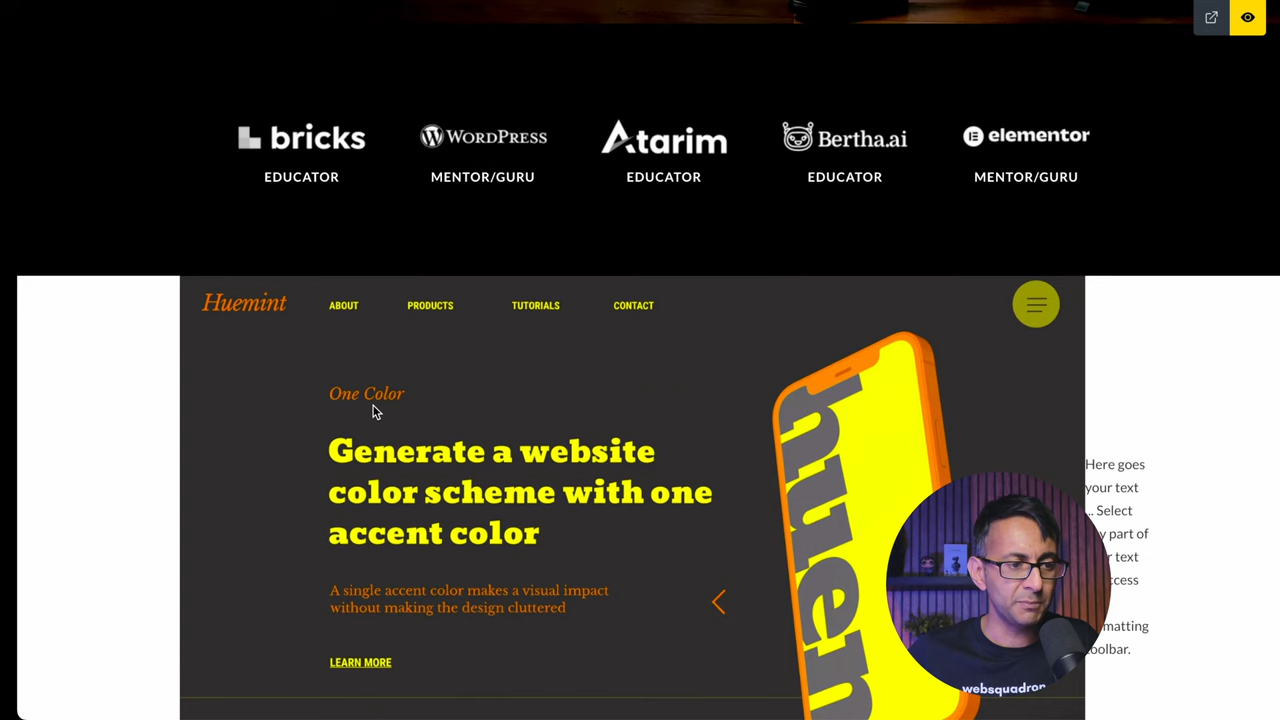 bricks
WORDPRESS
Atarim
Bertha.ai
elementor
EDUCATOR
MENTOR/GURU
EDUCATOR
EDUCATOR
MENTOR/GURU
Huemint
ABOUT
PRODUCTS
TUTORIALS
CONTACT
One Color
Generate a website
color scheme with one
accent color
A single accent color makes a visual impact
without making the design cluttered
LEARN MORE
Here goes
your text
... Select
part of
text
matting
toolbar.
websquadron